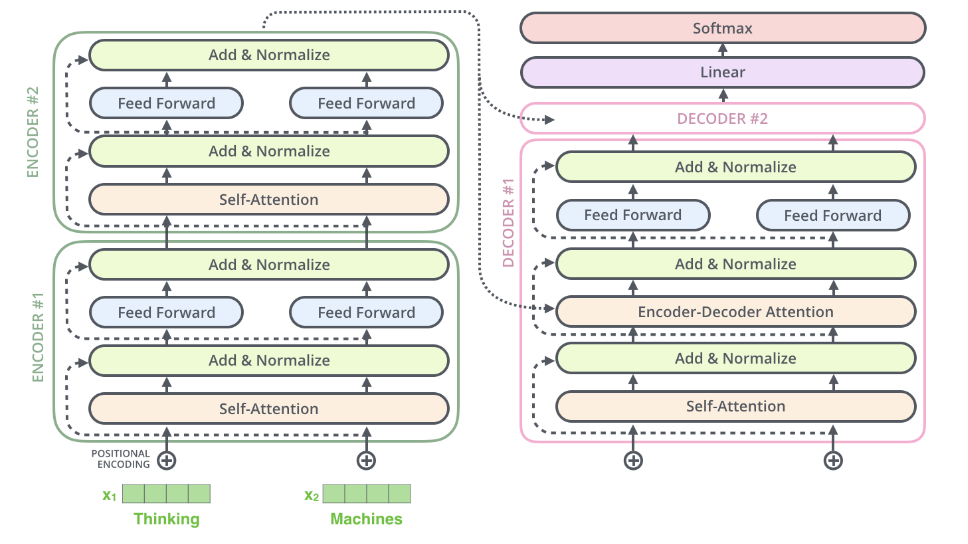 ENCODER #2
Add & Normalize
Feed Forward
Feed Forward
Add & Normalize
Self-Attention
ENCODER #1
Add & Normalize
Feed Forward
Feed Forward
Add & Normalize
Self-Attention
POSITIONAL
ENCODING
x₁
x₂
Thinking
Machines
Softmax
Linear
DECODER #2
DECODER #1
Add & Normalize
Feed Forward
Feed Forward
Add & Normalize
Encoder-Decoder Attention
Add & Normalize
Self-Attention